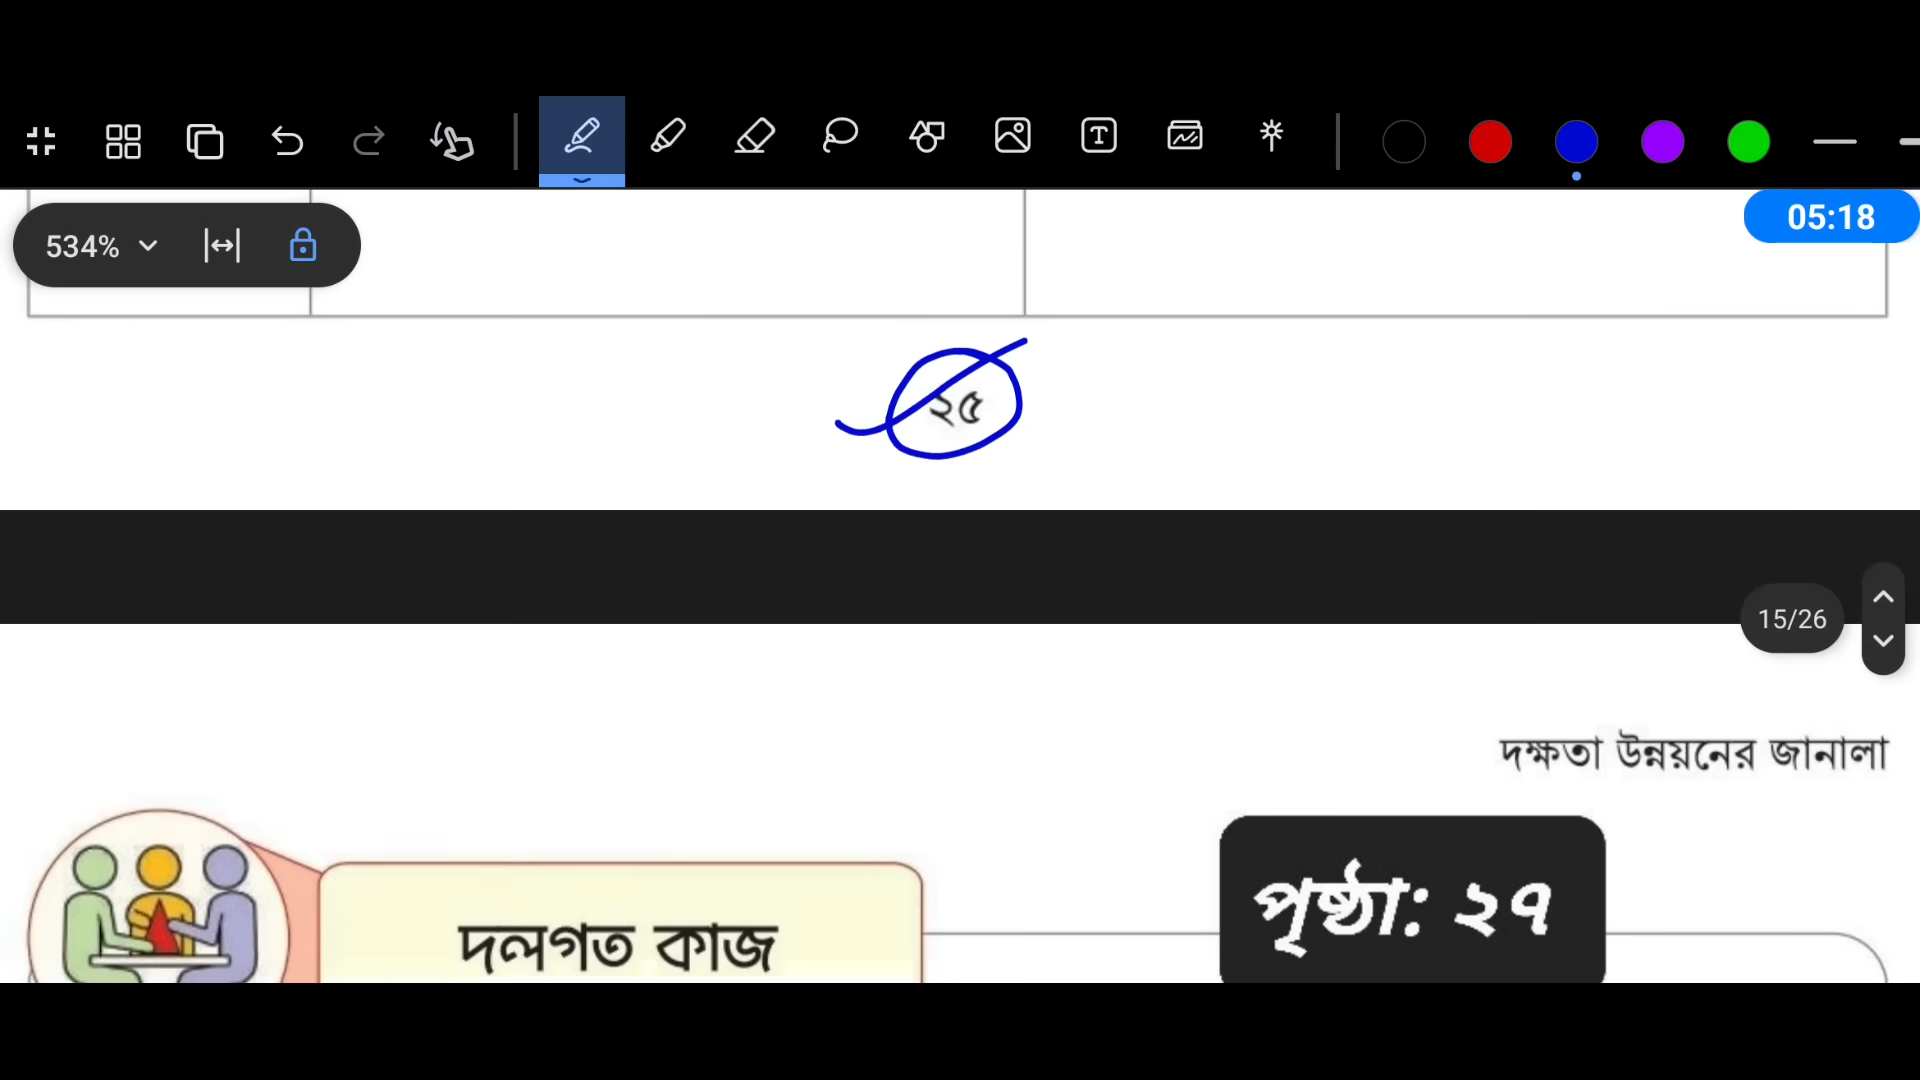 534%
05:18
২৫
15/26
দক্ষতা উন্নয়নের জানালা
দলগত কাজ
পৃষ্ঠা: ২৭